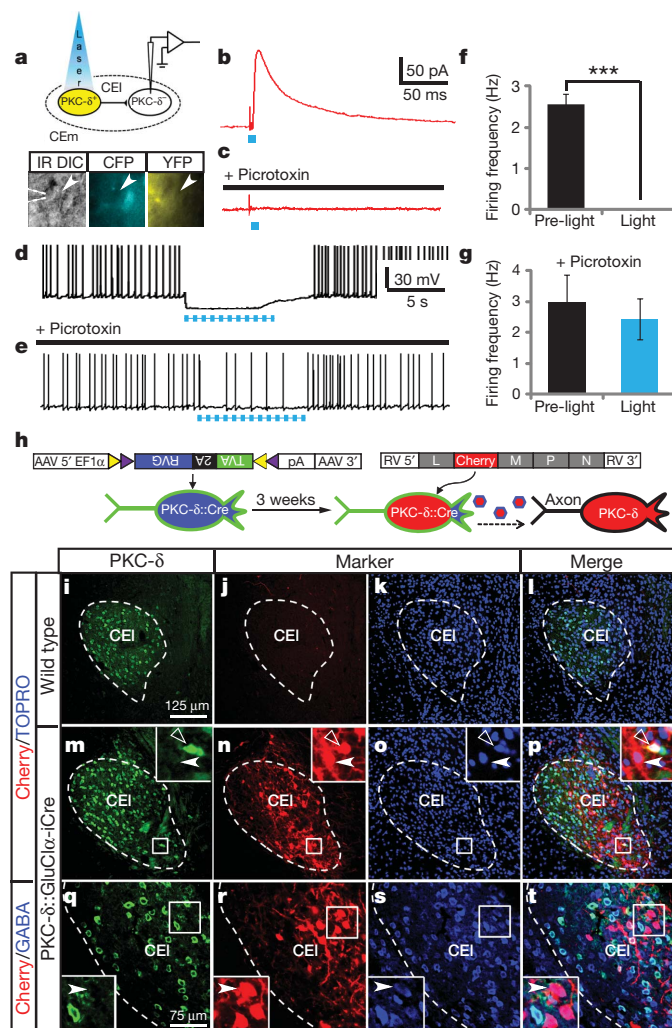 a
Laser
PKC-δ⁺
CEl
PKC-δ⁻
CEm
IR DIC CFP YFP
b
50 pA
50 ms
c
+ Picrotoxin
d
30 mV
5 s
+ Picrotoxin
e
f
Firing frequency (Hz)
3
2
1
0
***
Pre-light Light
g
+ Picrotoxin
Firing frequency (Hz)
4
3
2
1
0
Pre-light Light
h
AAV 5′ EF1α RVG 2A TVA pA AAV 3′
RV 5′ L Cherry M P N RV 3′
PKC-δ::Cre
3 weeks
PKC-δ::Cre
Axon
PKC-δ
PKC-δ Marker Merge
Cherry/TOPRO
Wild type
i
CEl
125 μm
j
CEl
k
CEl
l
CEl
PKC-δ::GluClα-iCre
m
CEl
n
CEl
o
CEl
p
CEl
Cherry/GABA
q
CEl
75 μm
r
CEl
s
CEl
t
CEl